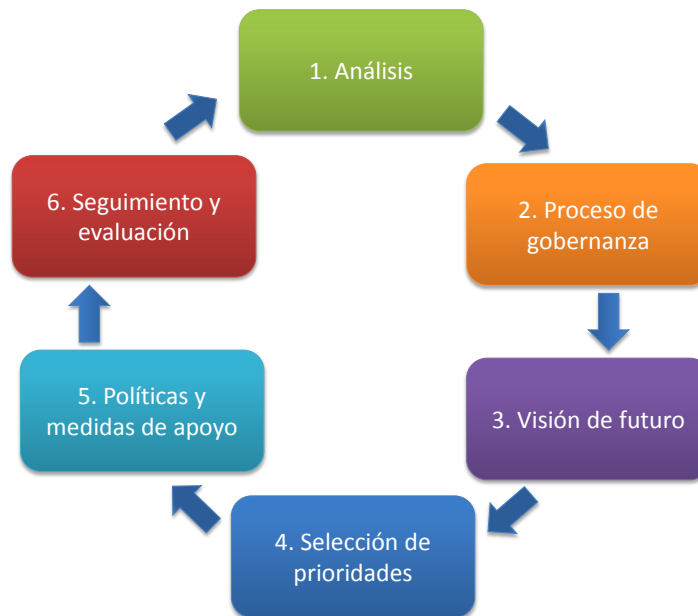 1. Análisis
2. Proceso de
gobernanza
3. Visión de futuro
4. Selección de
prioridades
5. Políticas y
medidas de apoyo
6. Seguimiento y
evaluación